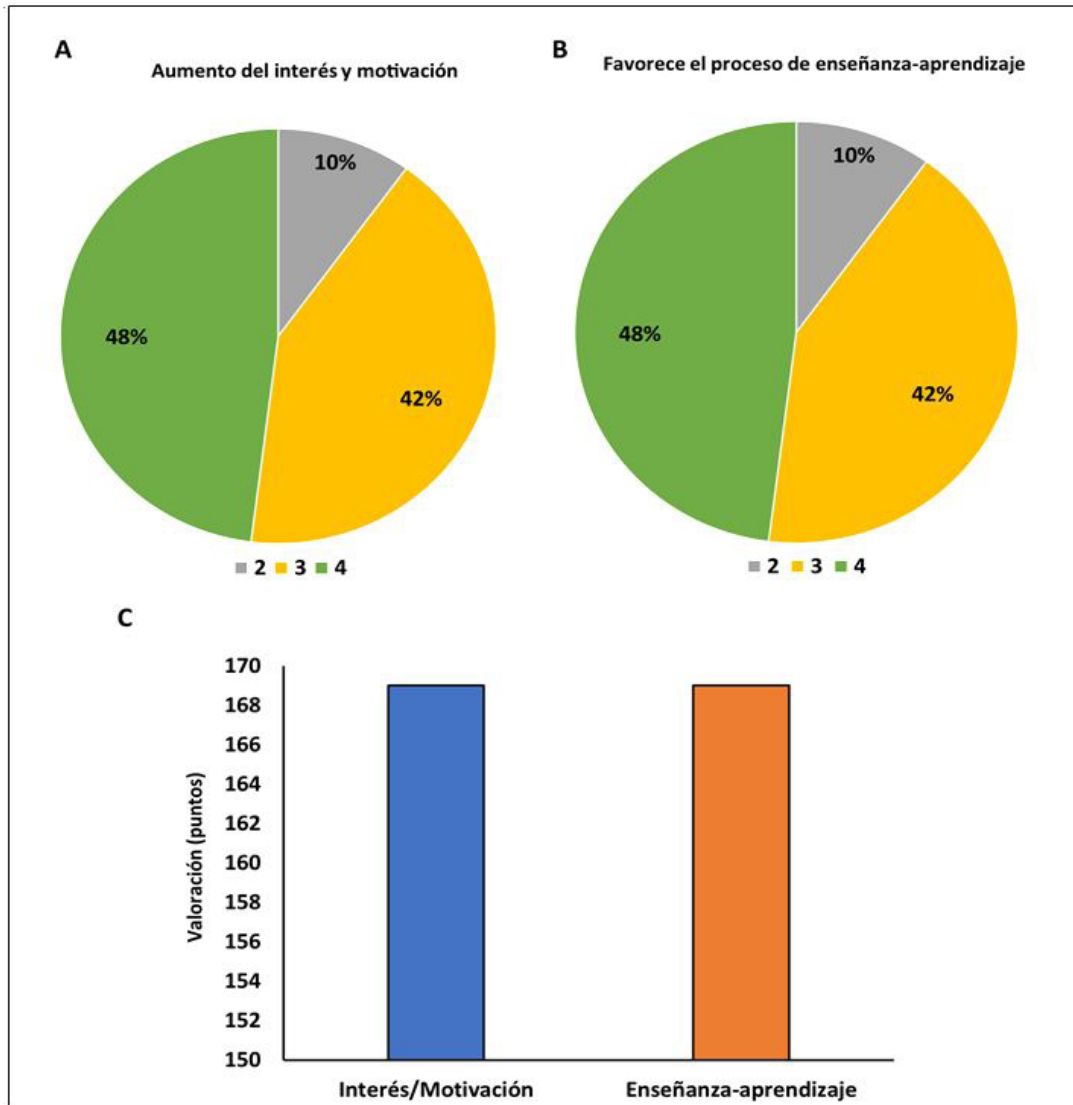 A
Aumento del interés y motivación
10%
48%
42%
2 3 4
B
Favorece el proceso de enseñanza-aprendizaje
10%
48%
42%
2 3 4
C
Valoración (puntos)
170
168
166
164
162
160
158
156
154
152
150
Interés/Motivación
Enseñanza-aprendizaje